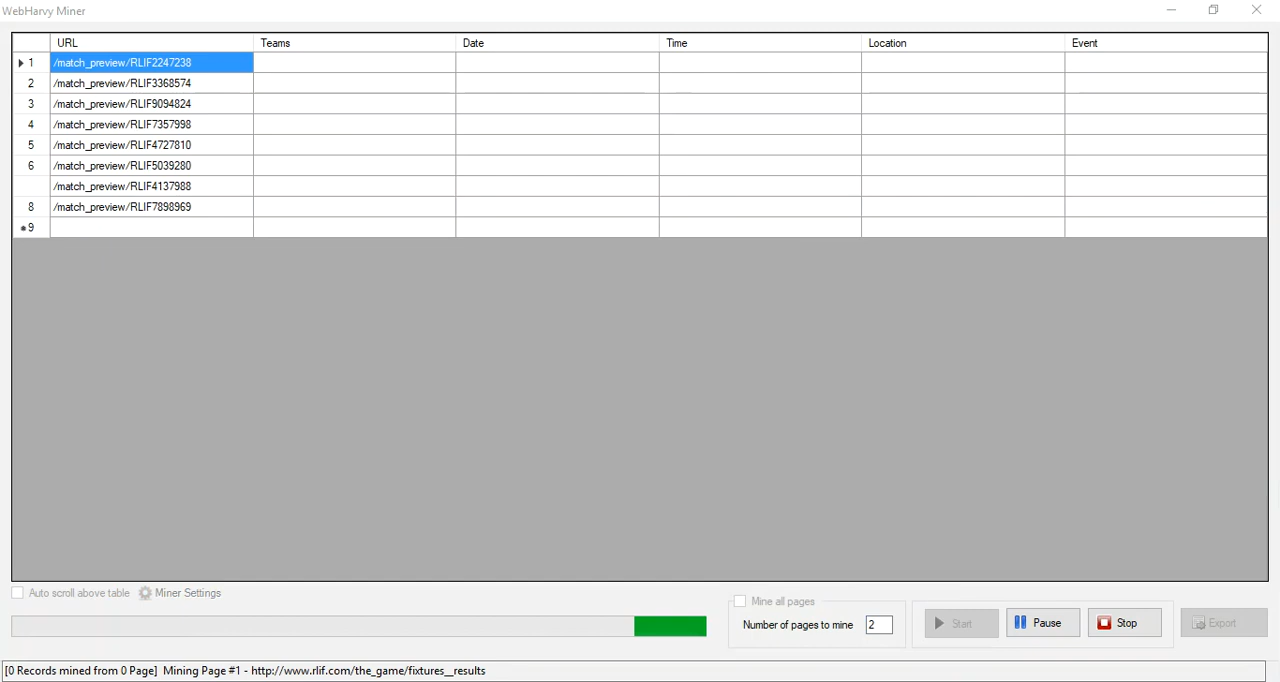 WebHarvy Miner
URL Teams Date Time Location Event
1 /match_preview/RLIF2247238
2 /match_preview/RLIF3368574
3 /match_preview/RLIF9094824
4 /match_preview/RLIF7357998
5 /match_preview/RLIF4727810
6 /match_preview/RLIF5039280
/match_preview/RLIF4137988
8 /match_preview/RLIF7898969
*9
Auto scroll above table Miner Settings
Mine all pages
Number of pages to mine 2
Start Pause Stop Export
[0 Records mined from 0 Page] Mining Page #1 - http://www.rlif.com/the_game/fixtures__results